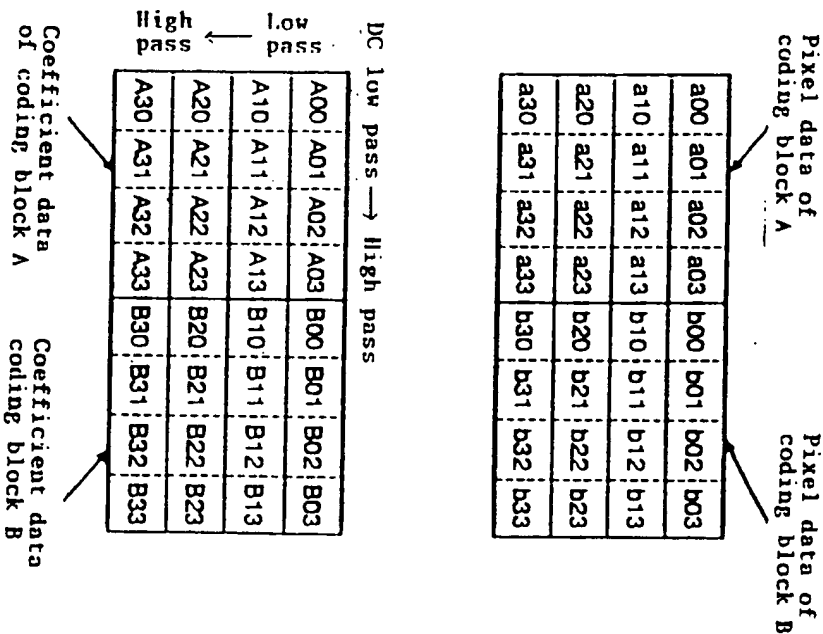 Pixel data of
coding block A
Pixel data of
coding block B
a00 a01 a02 a03 b00 b01 b02 b03
a10 a11 a12 a13 b10 b11 b12 b13
a20 a21 a22 a23 b20 b21 b22 b23
a30 a31 a32 a33 b30 b31 b32 b33
DC low pass → High pass
High ← Low
pass pass
A00 A01 A02 A03 B00 B01 B02 B03
A10 A11 A12 A13 B10 B11 B12 B13
A20 A21 A22 A23 B20 B21 B22 B23
A30 A31 A32 A33 B30 B31 B32 B33
Coefficient data
of coding block A
Coefficient data
coding block B